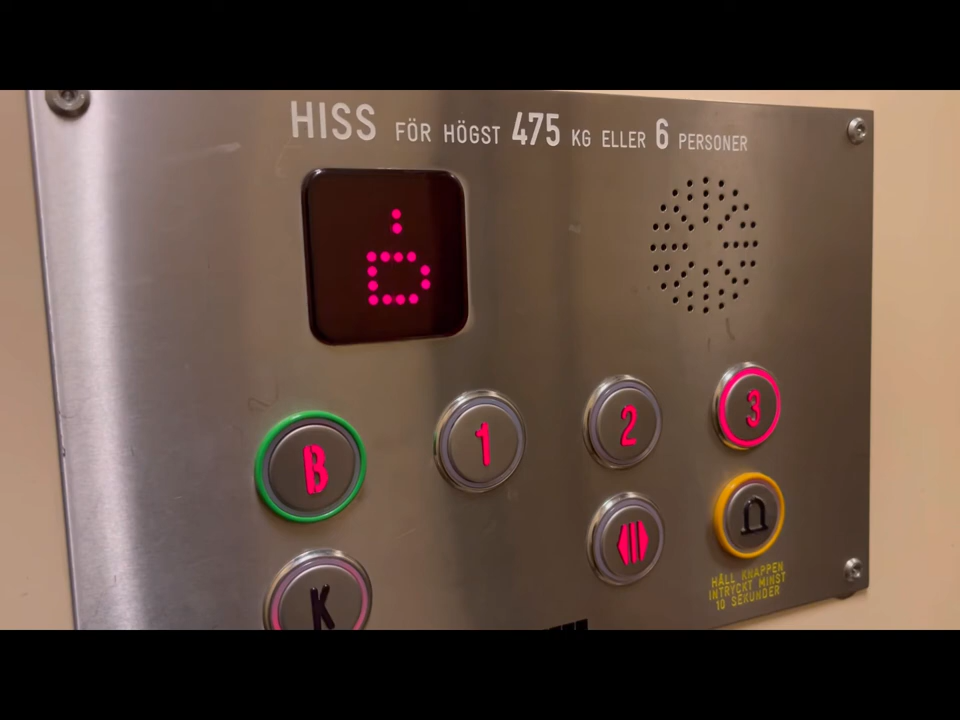 HISS FÖR HÖGST 475 KG ELLER 6 PERSONER
B 1 2 3
K
HÅLL KNAPPEN
INTRYCKT MINST
10 SEKUNDER